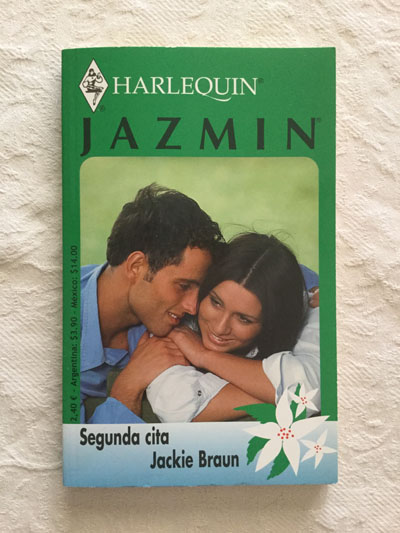 HARLEQUIN®
JAZMIN®
2,40 € - Argentina: $3,90 - México: $14,00
Segunda cita
Jackie Braun